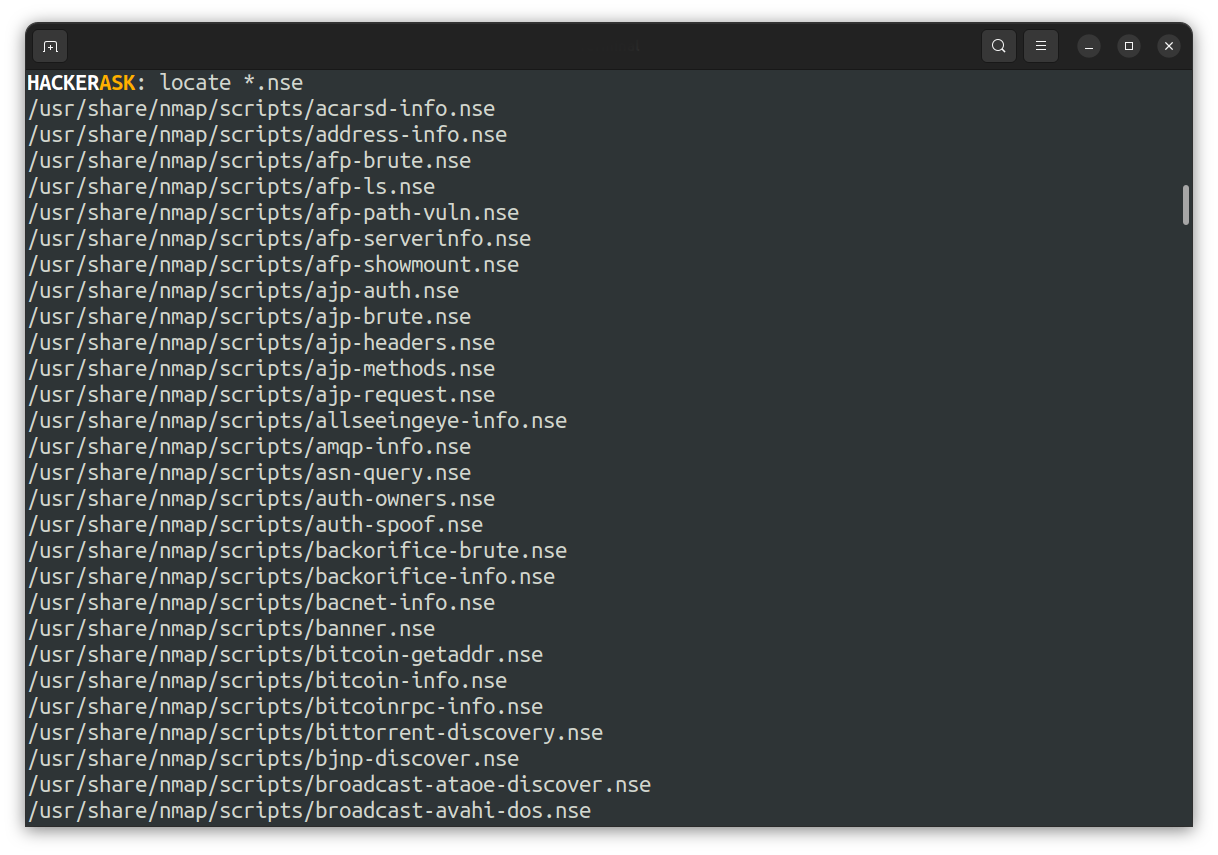 HACKERASK: locate *.nse
/usr/share/nmap/scripts/acarsd-info.nse
/usr/share/nmap/scripts/address-info.nse
/usr/share/nmap/scripts/afp-brute.nse
/usr/share/nmap/scripts/afp-ls.nse
/usr/share/nmap/scripts/afp-path-vuln.nse
/usr/share/nmap/scripts/afp-serverinfo.nse
/usr/share/nmap/scripts/afp-showmount.nse
/usr/share/nmap/scripts/ajp-auth.nse
/usr/share/nmap/scripts/ajp-brute.nse
/usr/share/nmap/scripts/ajp-headers.nse
/usr/share/nmap/scripts/ajp-methods.nse
/usr/share/nmap/scripts/ajp-request.nse
/usr/share/nmap/scripts/allseeingeye-info.nse
/usr/share/nmap/scripts/amqp-info.nse
/usr/share/nmap/scripts/asn-query.nse
/usr/share/nmap/scripts/auth-owners.nse
/usr/share/nmap/scripts/auth-spoof.nse
/usr/share/nmap/scripts/backorifice-brute.nse
/usr/share/nmap/scripts/backorifice-info.nse
/usr/share/nmap/scripts/bacnet-info.nse
/usr/share/nmap/scripts/banner.nse
/usr/share/nmap/scripts/bitcoin-getaddr.nse
/usr/share/nmap/scripts/bitcoin-info.nse
/usr/share/nmap/scripts/bitcoinrpc-info.nse
/usr/share/nmap/scripts/bittorrent-discovery.nse
/usr/share/nmap/scripts/bjnp-discover.nse
/usr/share/nmap/scripts/broadcast-ataoe-discover.nse
/usr/share/nmap/scripts/broadcast-avahi-dos.nse